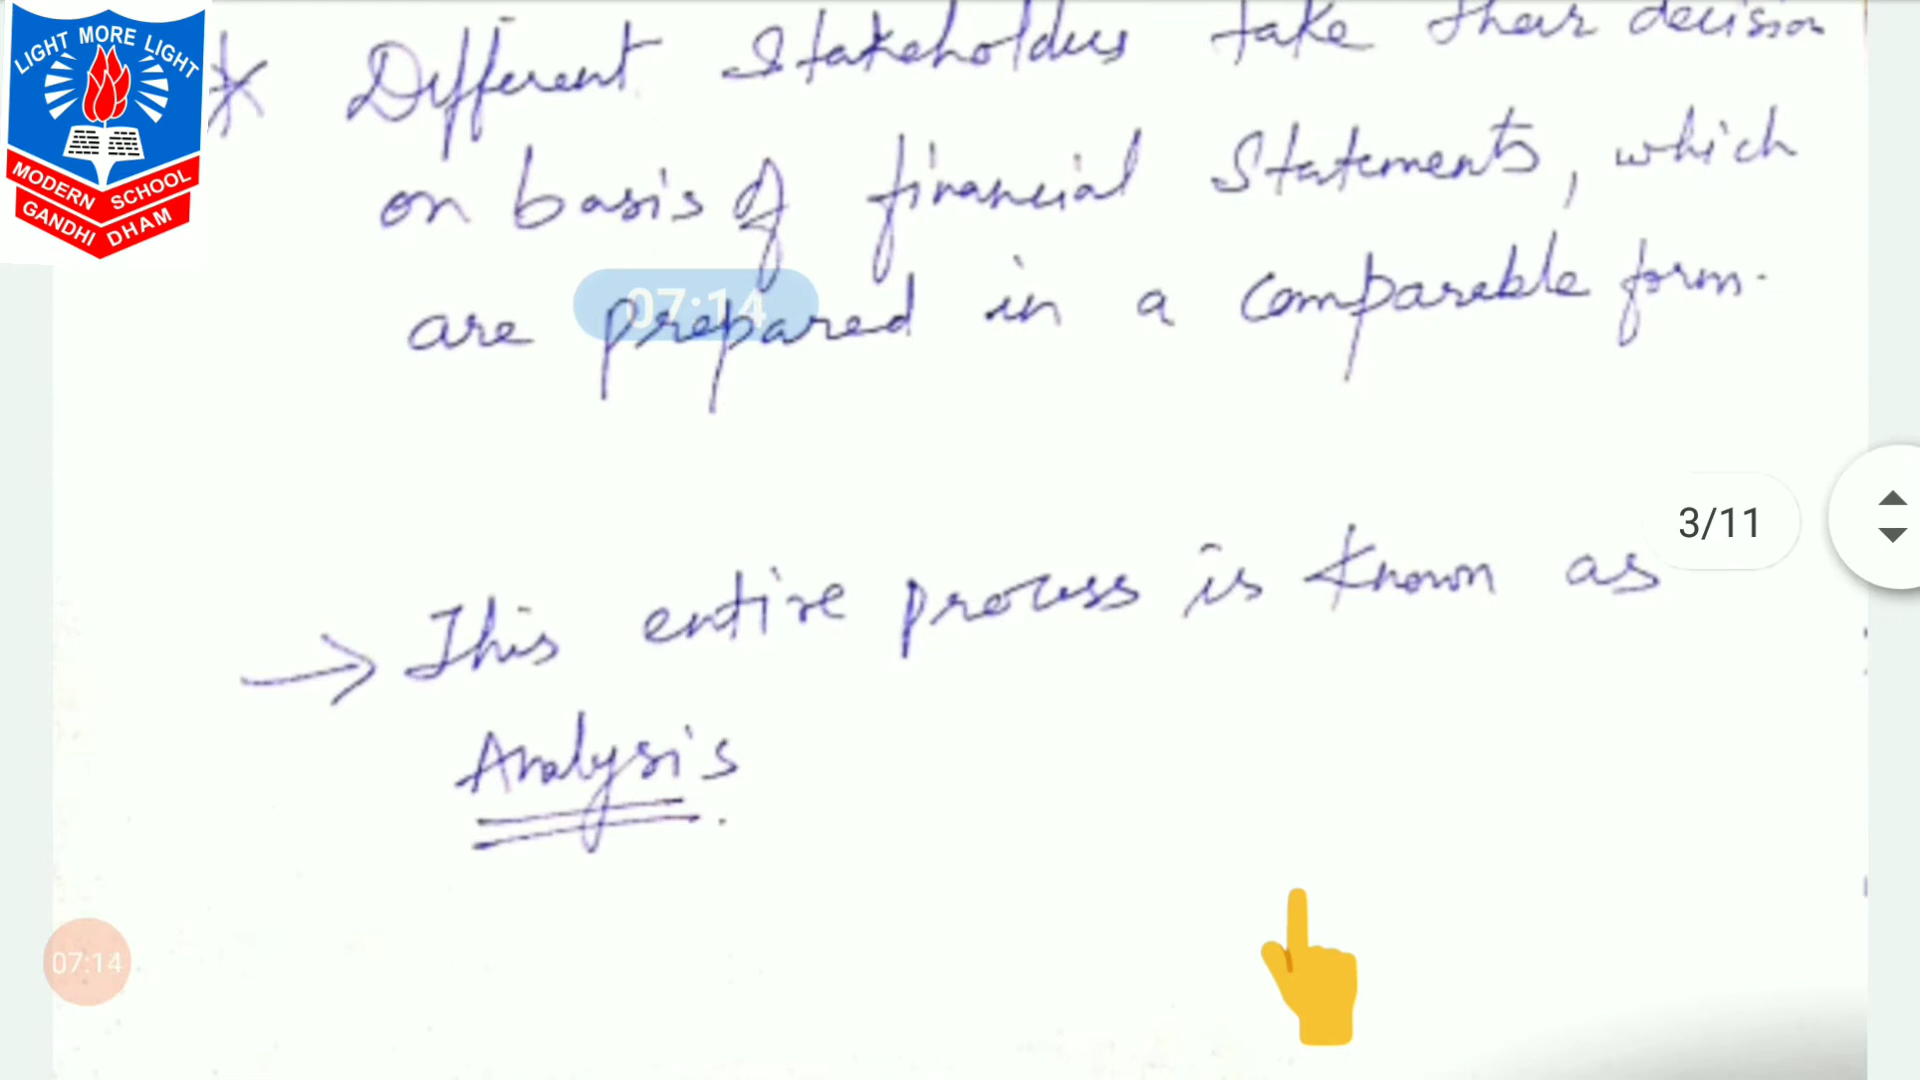 LIGHT MORE LIGHT
MODERN SCHOOL
GANDHI DHAM
* Different Stakeholders take their decision
on basis of financial Statements, which
are prepared in a comparable form.
07:14
3/11
→ This entire process is known as
Analysis.
07:14